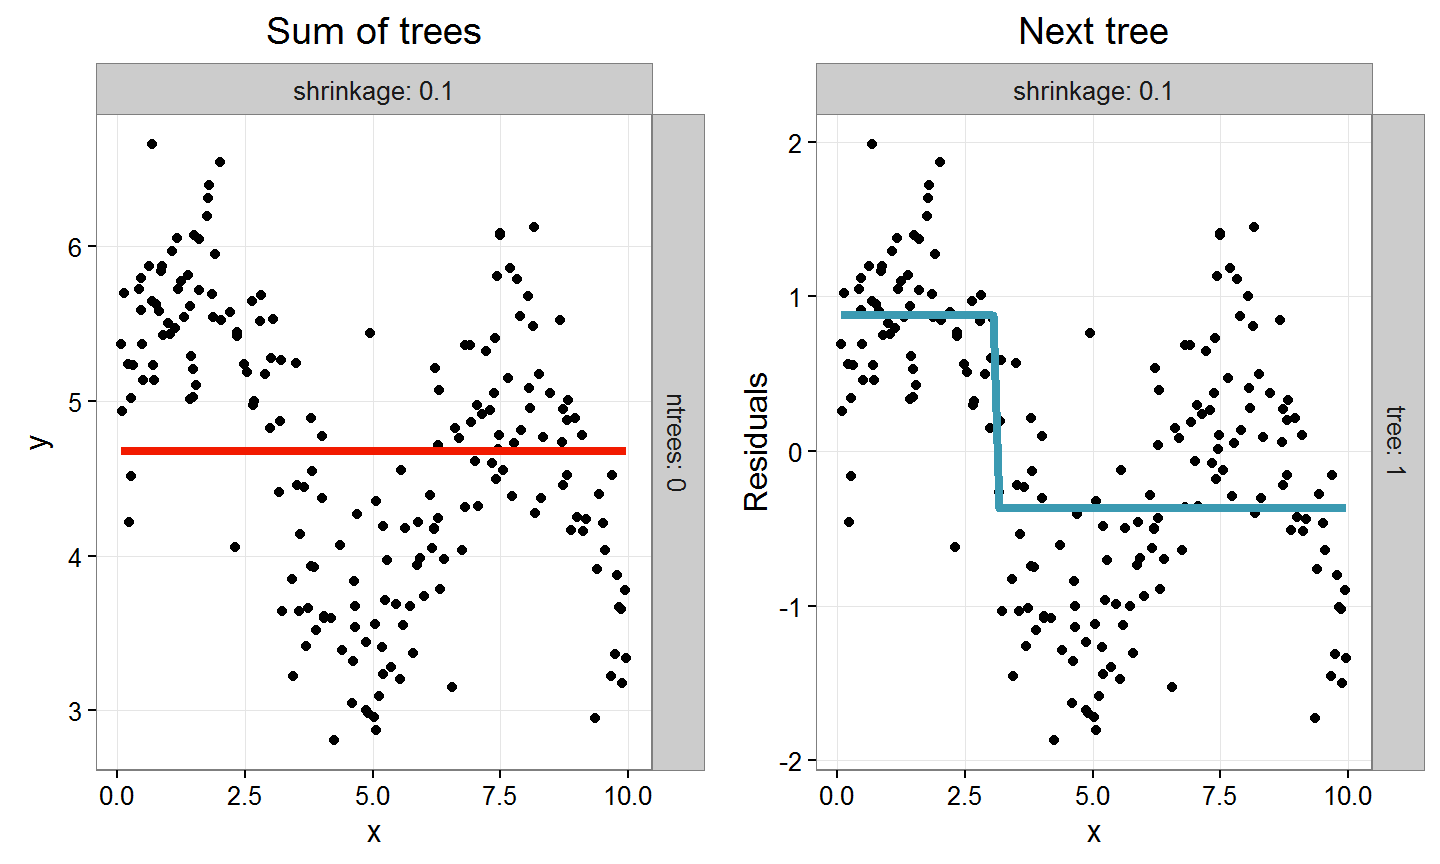 Sum of trees
shrinkage: 0.1
y
6
5
4
3
0.0 2.5 5.0 7.5 10.0
x
ntrees: 0
Next tree
shrinkage: 0.1
Residuals
2
1
0
-1
-2
0.0 2.5 5.0 7.5 10.0
x
tree: 1